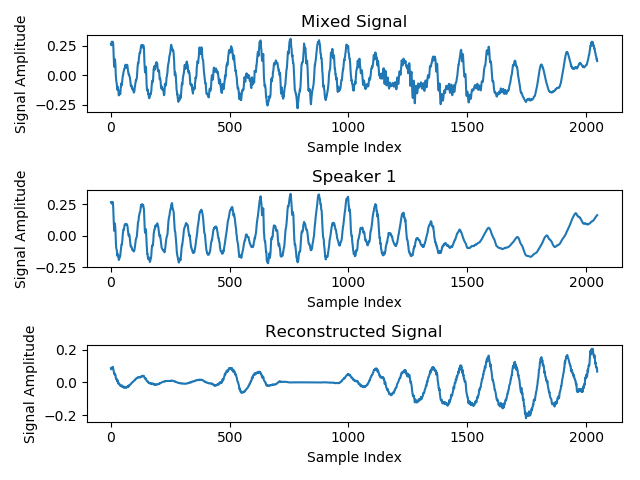 Mixed Signal
Signal Amplitude
0.25
0.00
−0.25
0 500 1000 1500 2000
Sample Index
Speaker 1
Signal Amplitude
0.25
0.00
−0.25
0 500 1000 1500 2000
Sample Index
Reconstructed Signal
Signal Amplitude
0.2
0.0
−0.2
0 500 1000 1500 2000
Sample Index